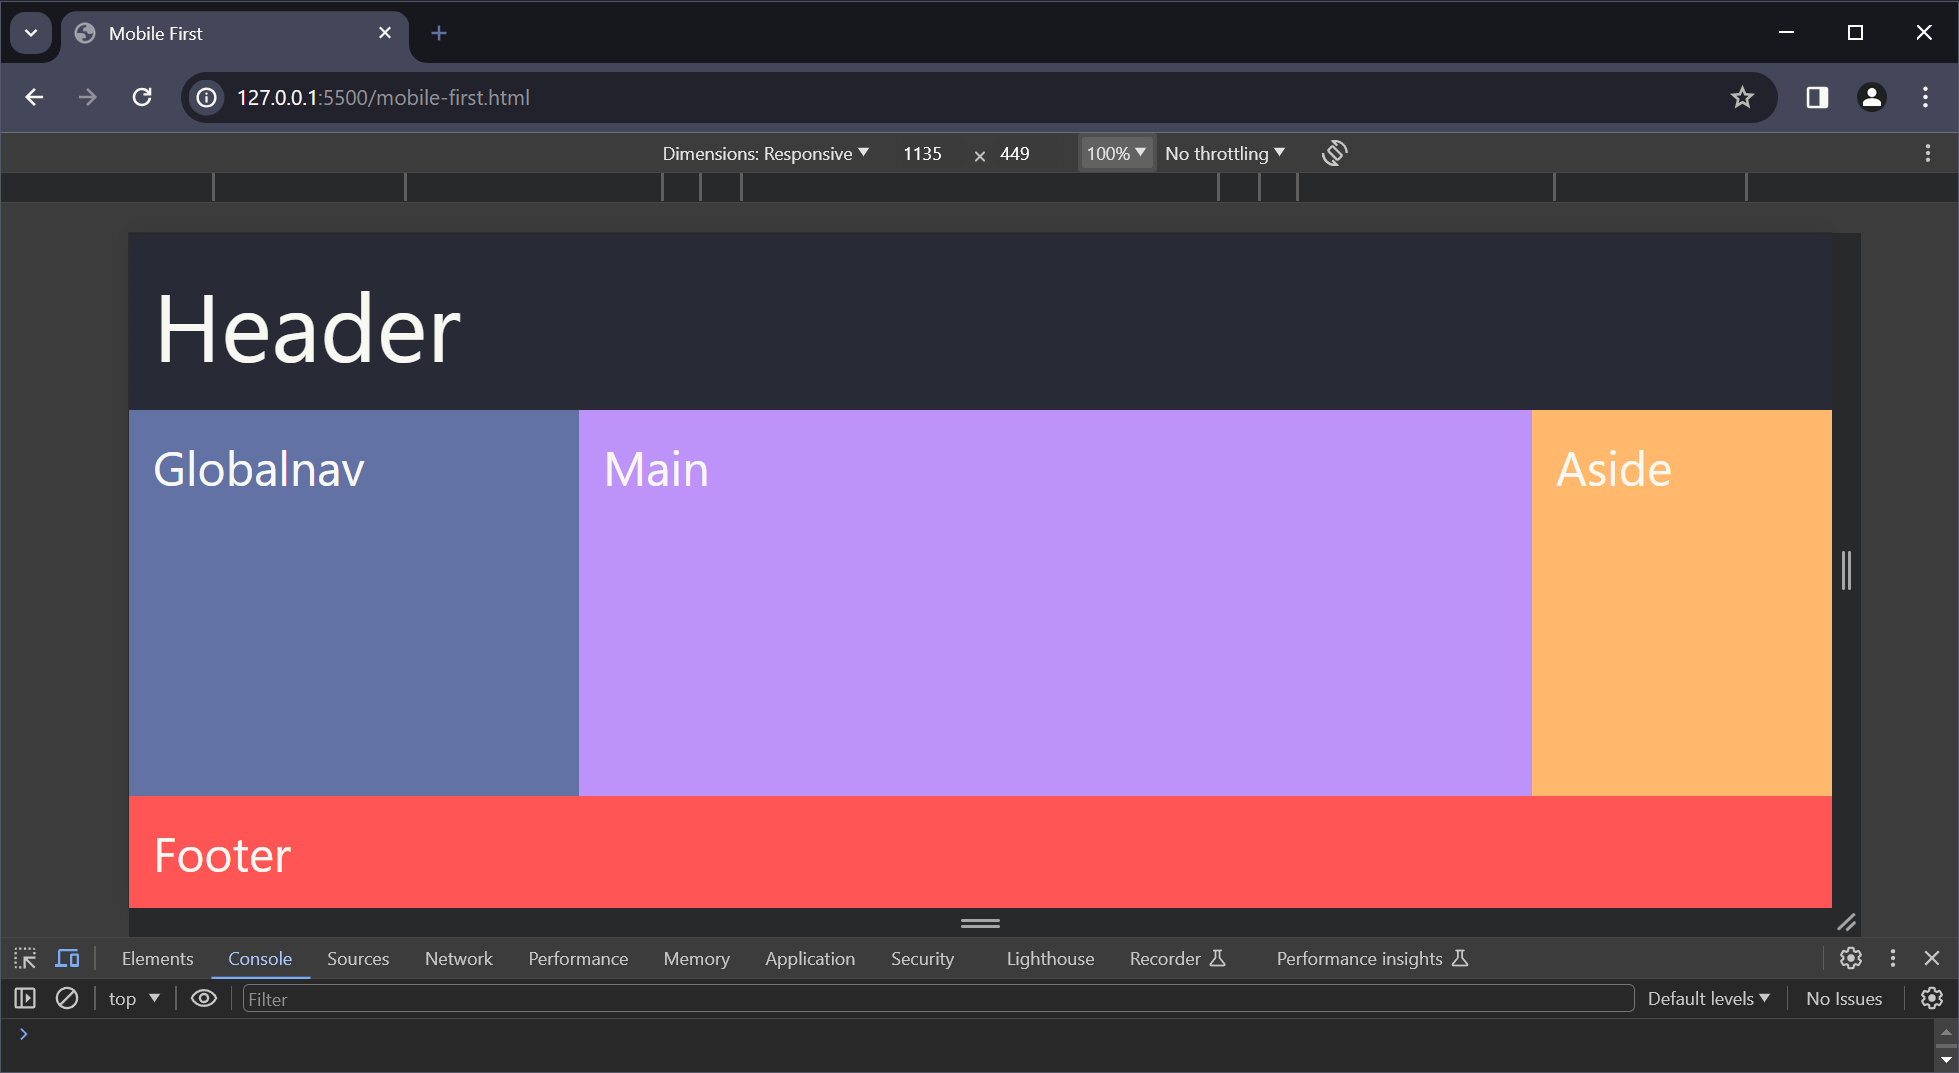 Mobile First
127.0.0.1:5500/mobile-first.html
Dimensions: Responsive 1135 × 449 100% No throttling
Header
Globalnav Main Aside
Footer
Elements Console Sources Network Performance Memory Application Security Lighthouse Recorder Performance insights
top Filter Default levels No Issues